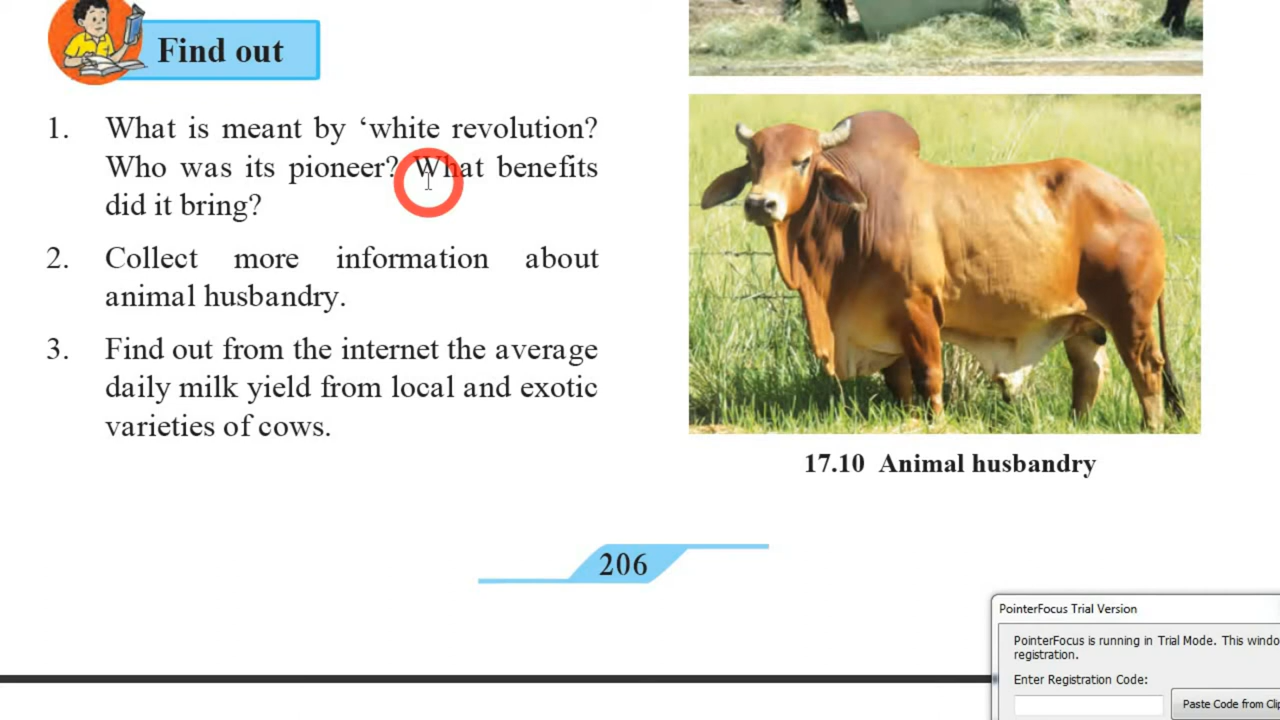 Find out
1. What is meant by ‘white revolution?
Who was its pioneer? What benefits
did it bring?
2. Collect more information about
animal husbandry.
3. Find out from the internet the average
daily milk yield from local and exotic
varieties of cows.
17.10 Animal husbandry
206
PointerFocus Trial Version
PointerFocus is running in Trial Mode. This
registration.
Enter Registration Code:
Paste Code from